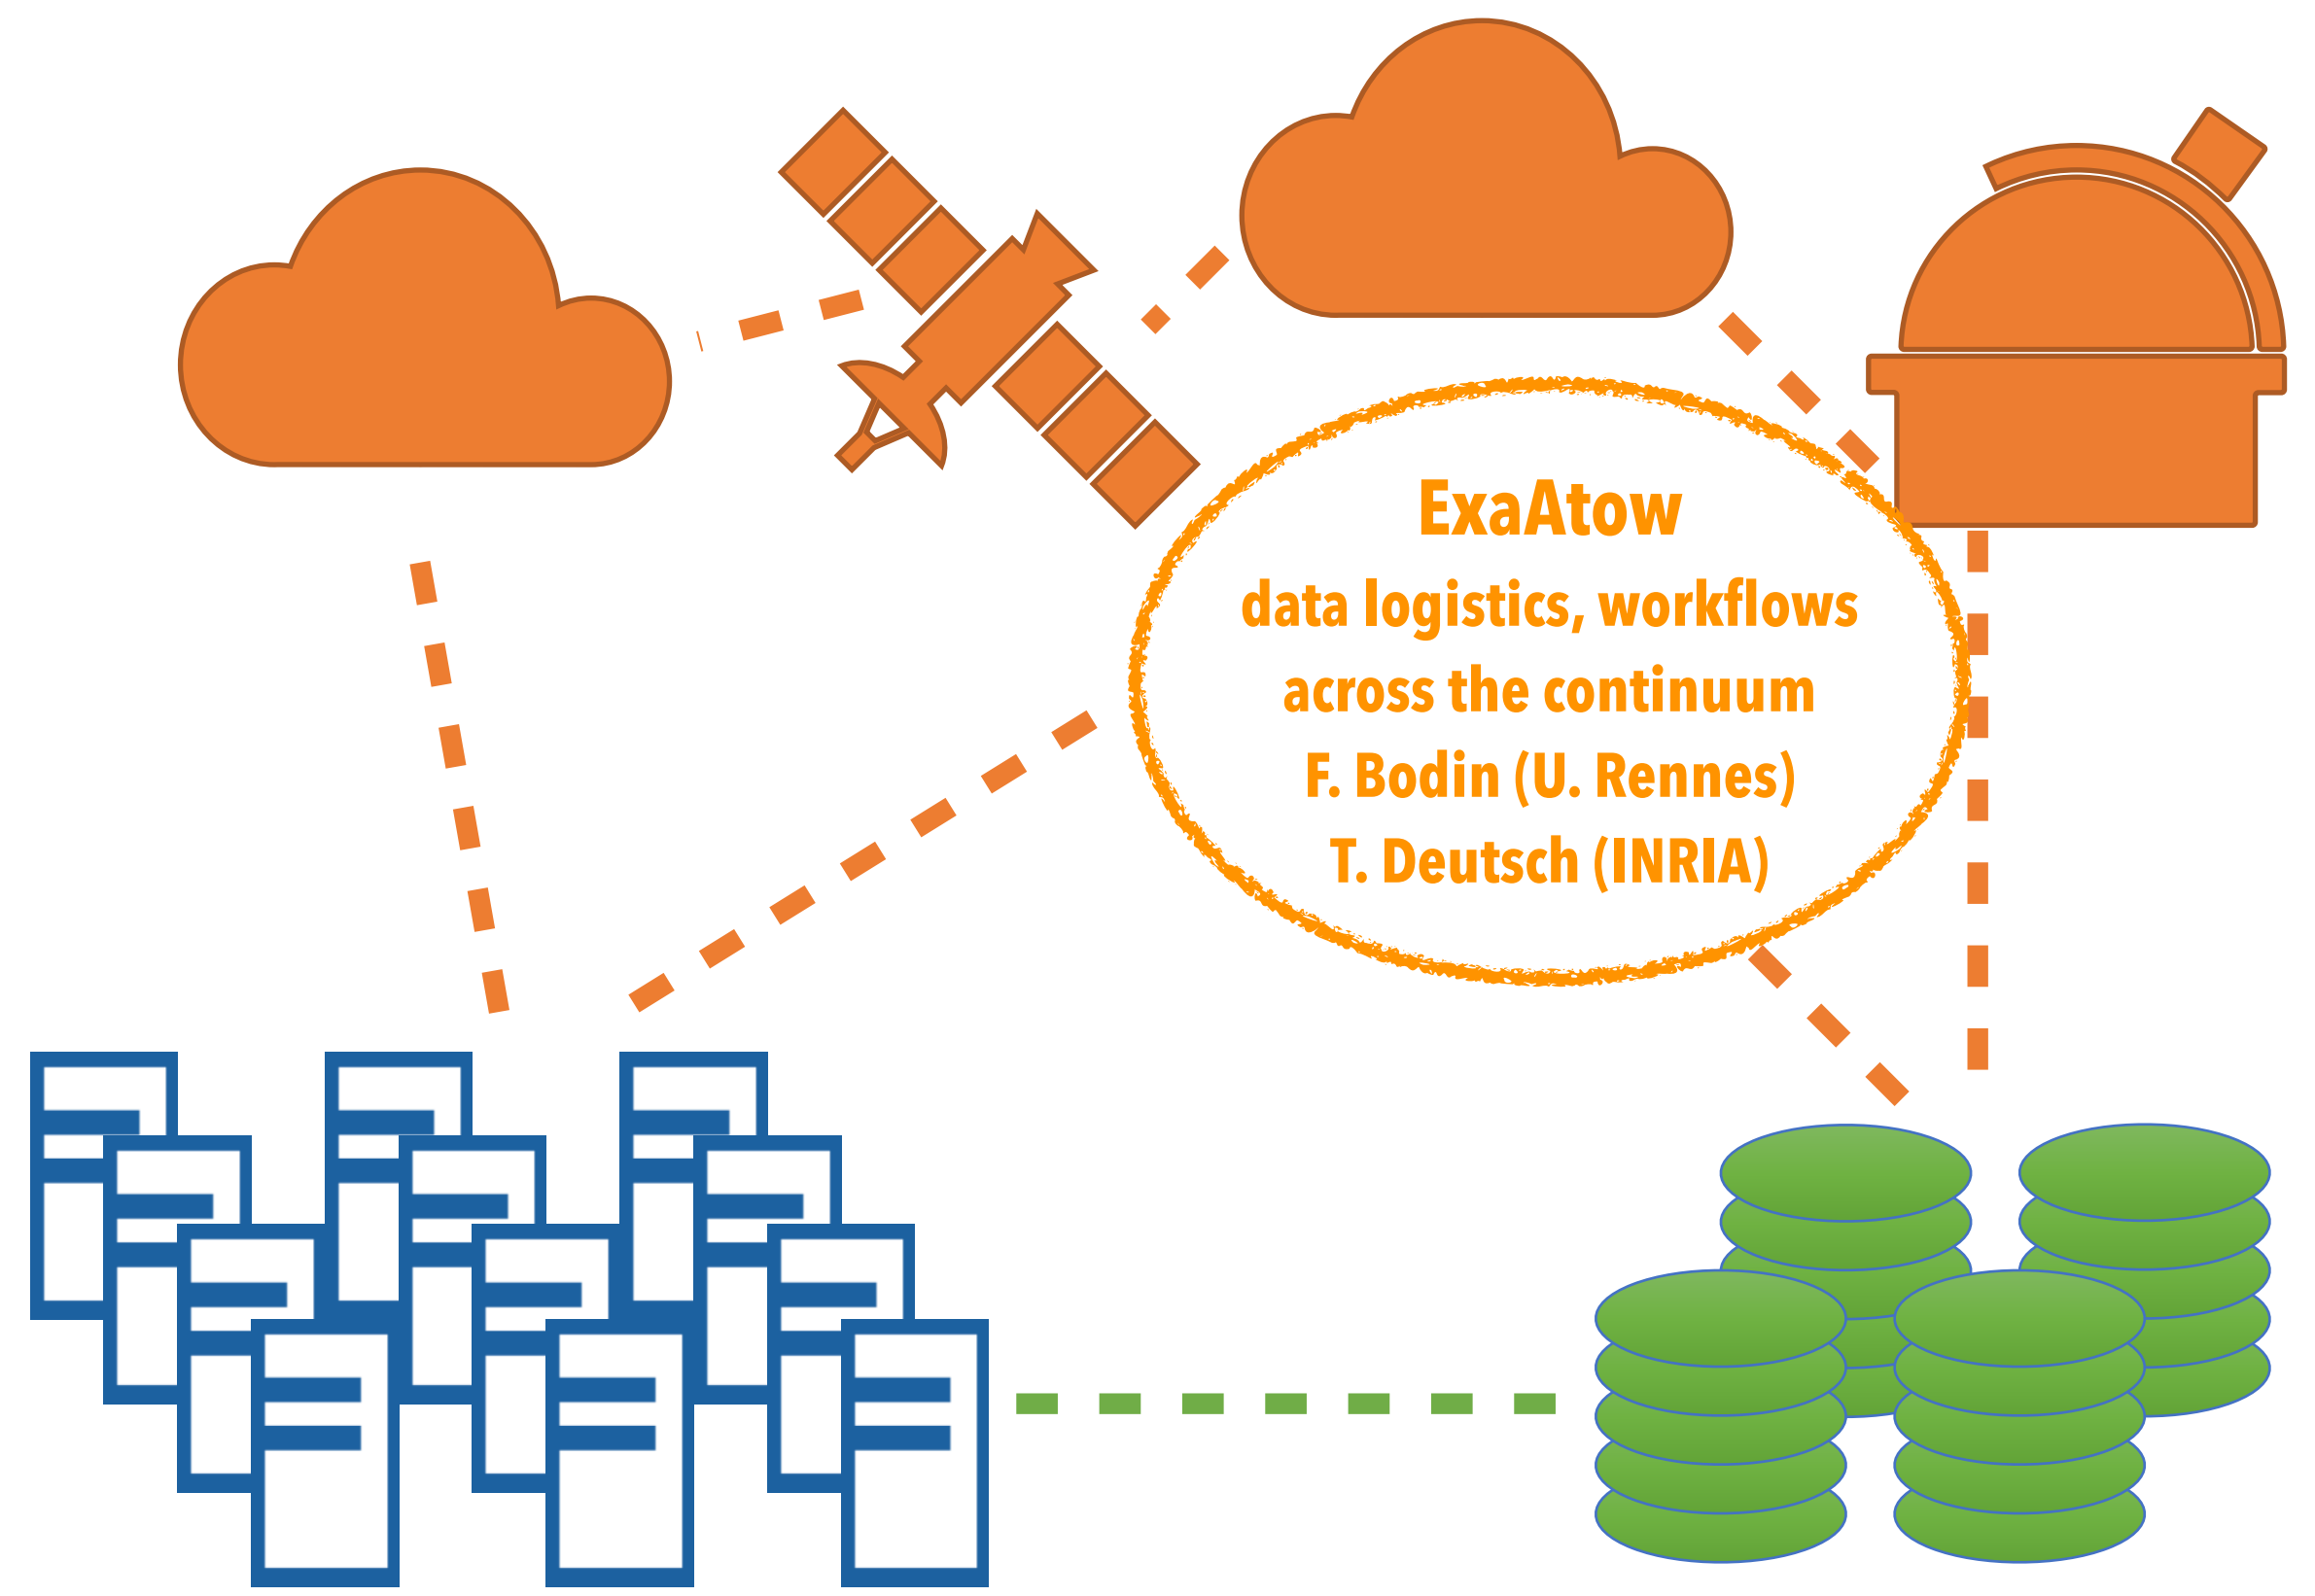 ExaAtow
data logistics, workflows
across the continuum
F. Bodin (U. Rennes)
T. Deutsch (INRIA)